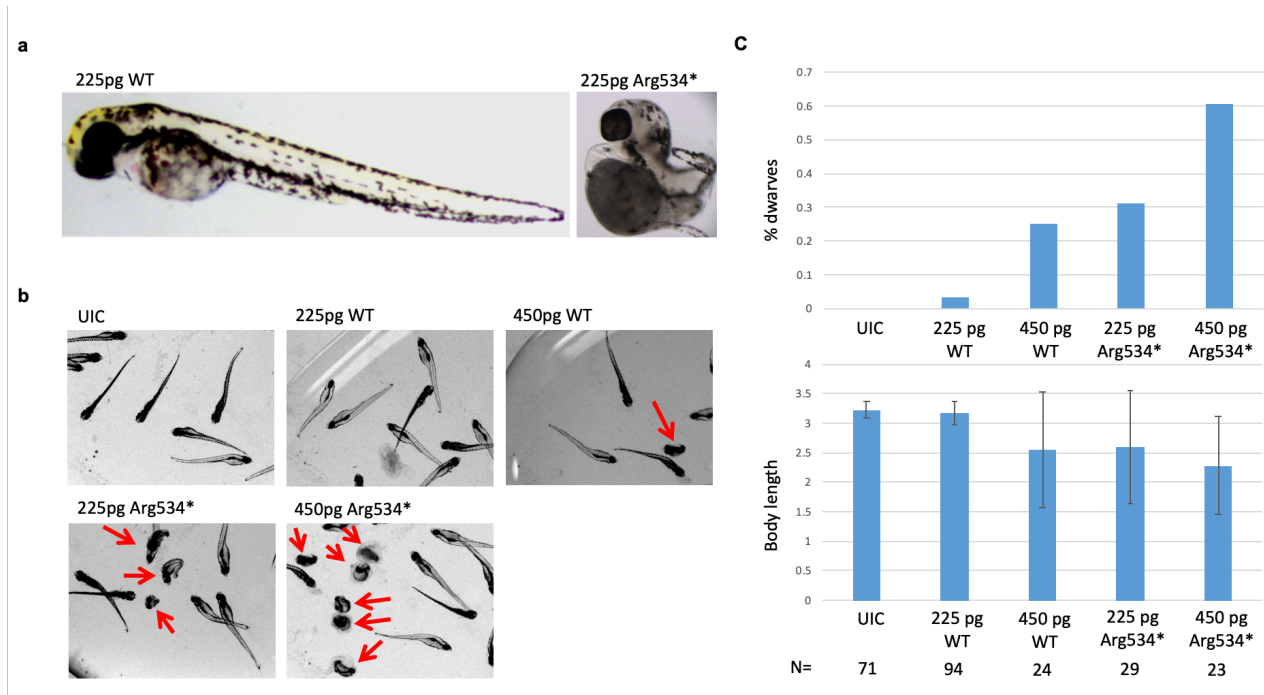 a
225pg WT
225pg Arg534*
b
UIC
225pg WT
450pg WT
225pg Arg534*
450pg Arg534*
C
% dwarves
0.7
0.6
0.5
0.4
0.3
0.2
0.1
0
UIC
225 pg WT
450 pg WT
225 pg Arg534*
450 pg Arg534*
Body length
4
3.5
3
2.5
2
1.5
1
0.5
0
UIC
225 pg WT
450 pg WT
225 pg Arg534*
450 pg Arg534*
N= 71 94 24 29 23